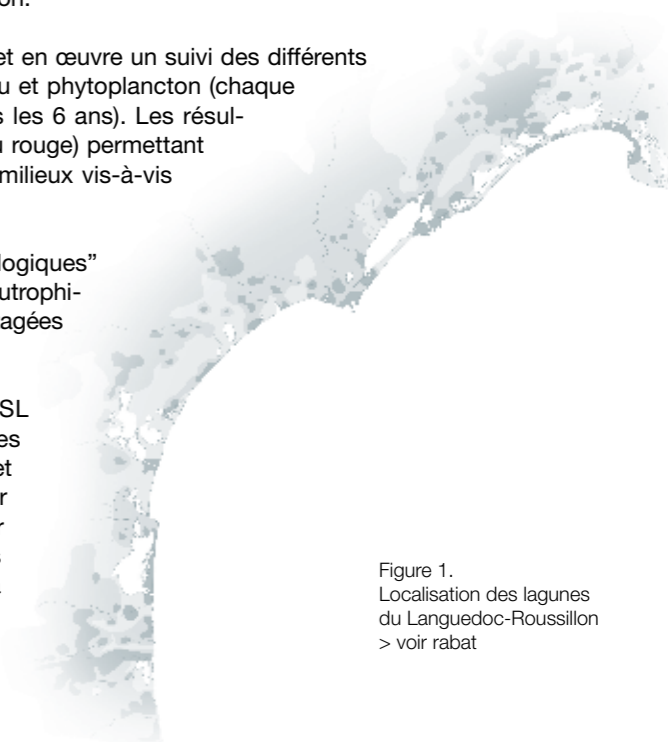 on.
et en œuvre un suivi des différents
u et phytoplancton (chaque
s les 6 ans). Les résul-
u rouge) permettant
milieux vis-à-vis
logiques”
utrophi-
agées
SL
es
et
r
r
Figure 1.
Localisation des lagunes
du Languedoc-Roussillon
> voir rabat